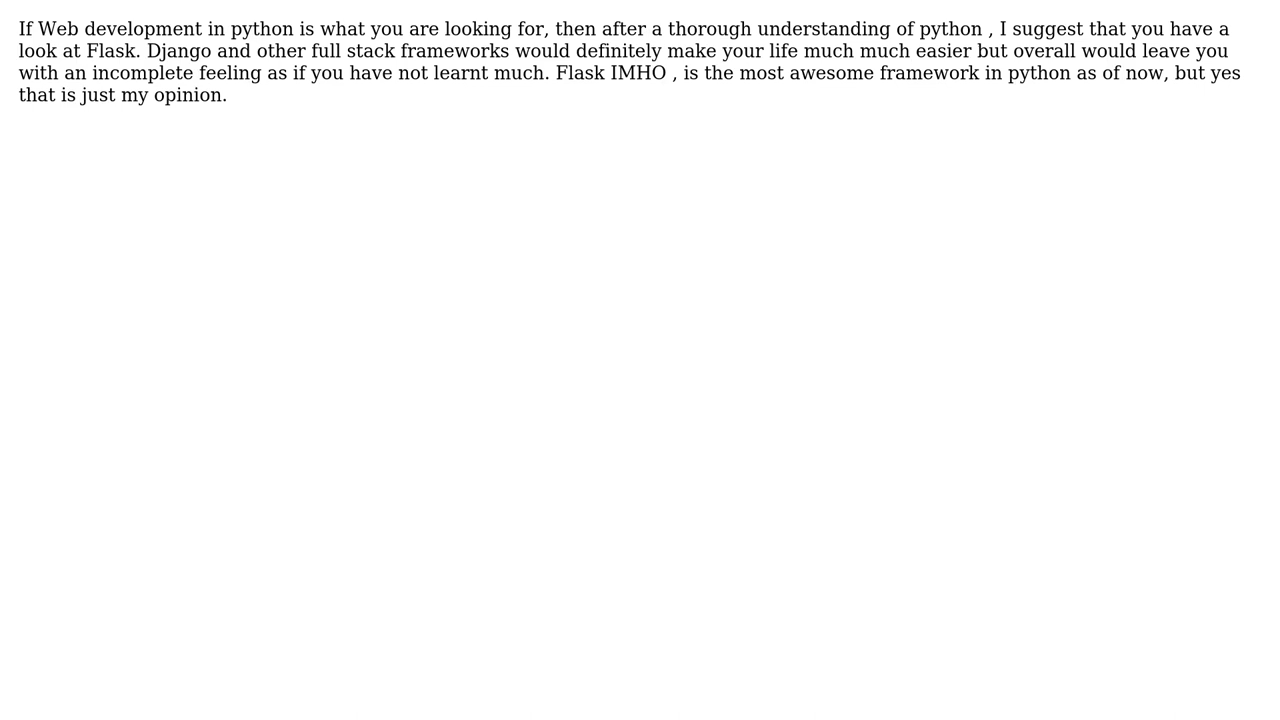 If Web development in python is what you are looking for, then after a thorough understanding of python , I suggest that you have a
look at Flask. Django and other full stack frameworks would definitely make your life much much easier but overall would leave you
with an incomplete feeling as if you have not learnt much. Flask IMHO , is the most awesome framework in python as of now, but yes
that is just my opinion.